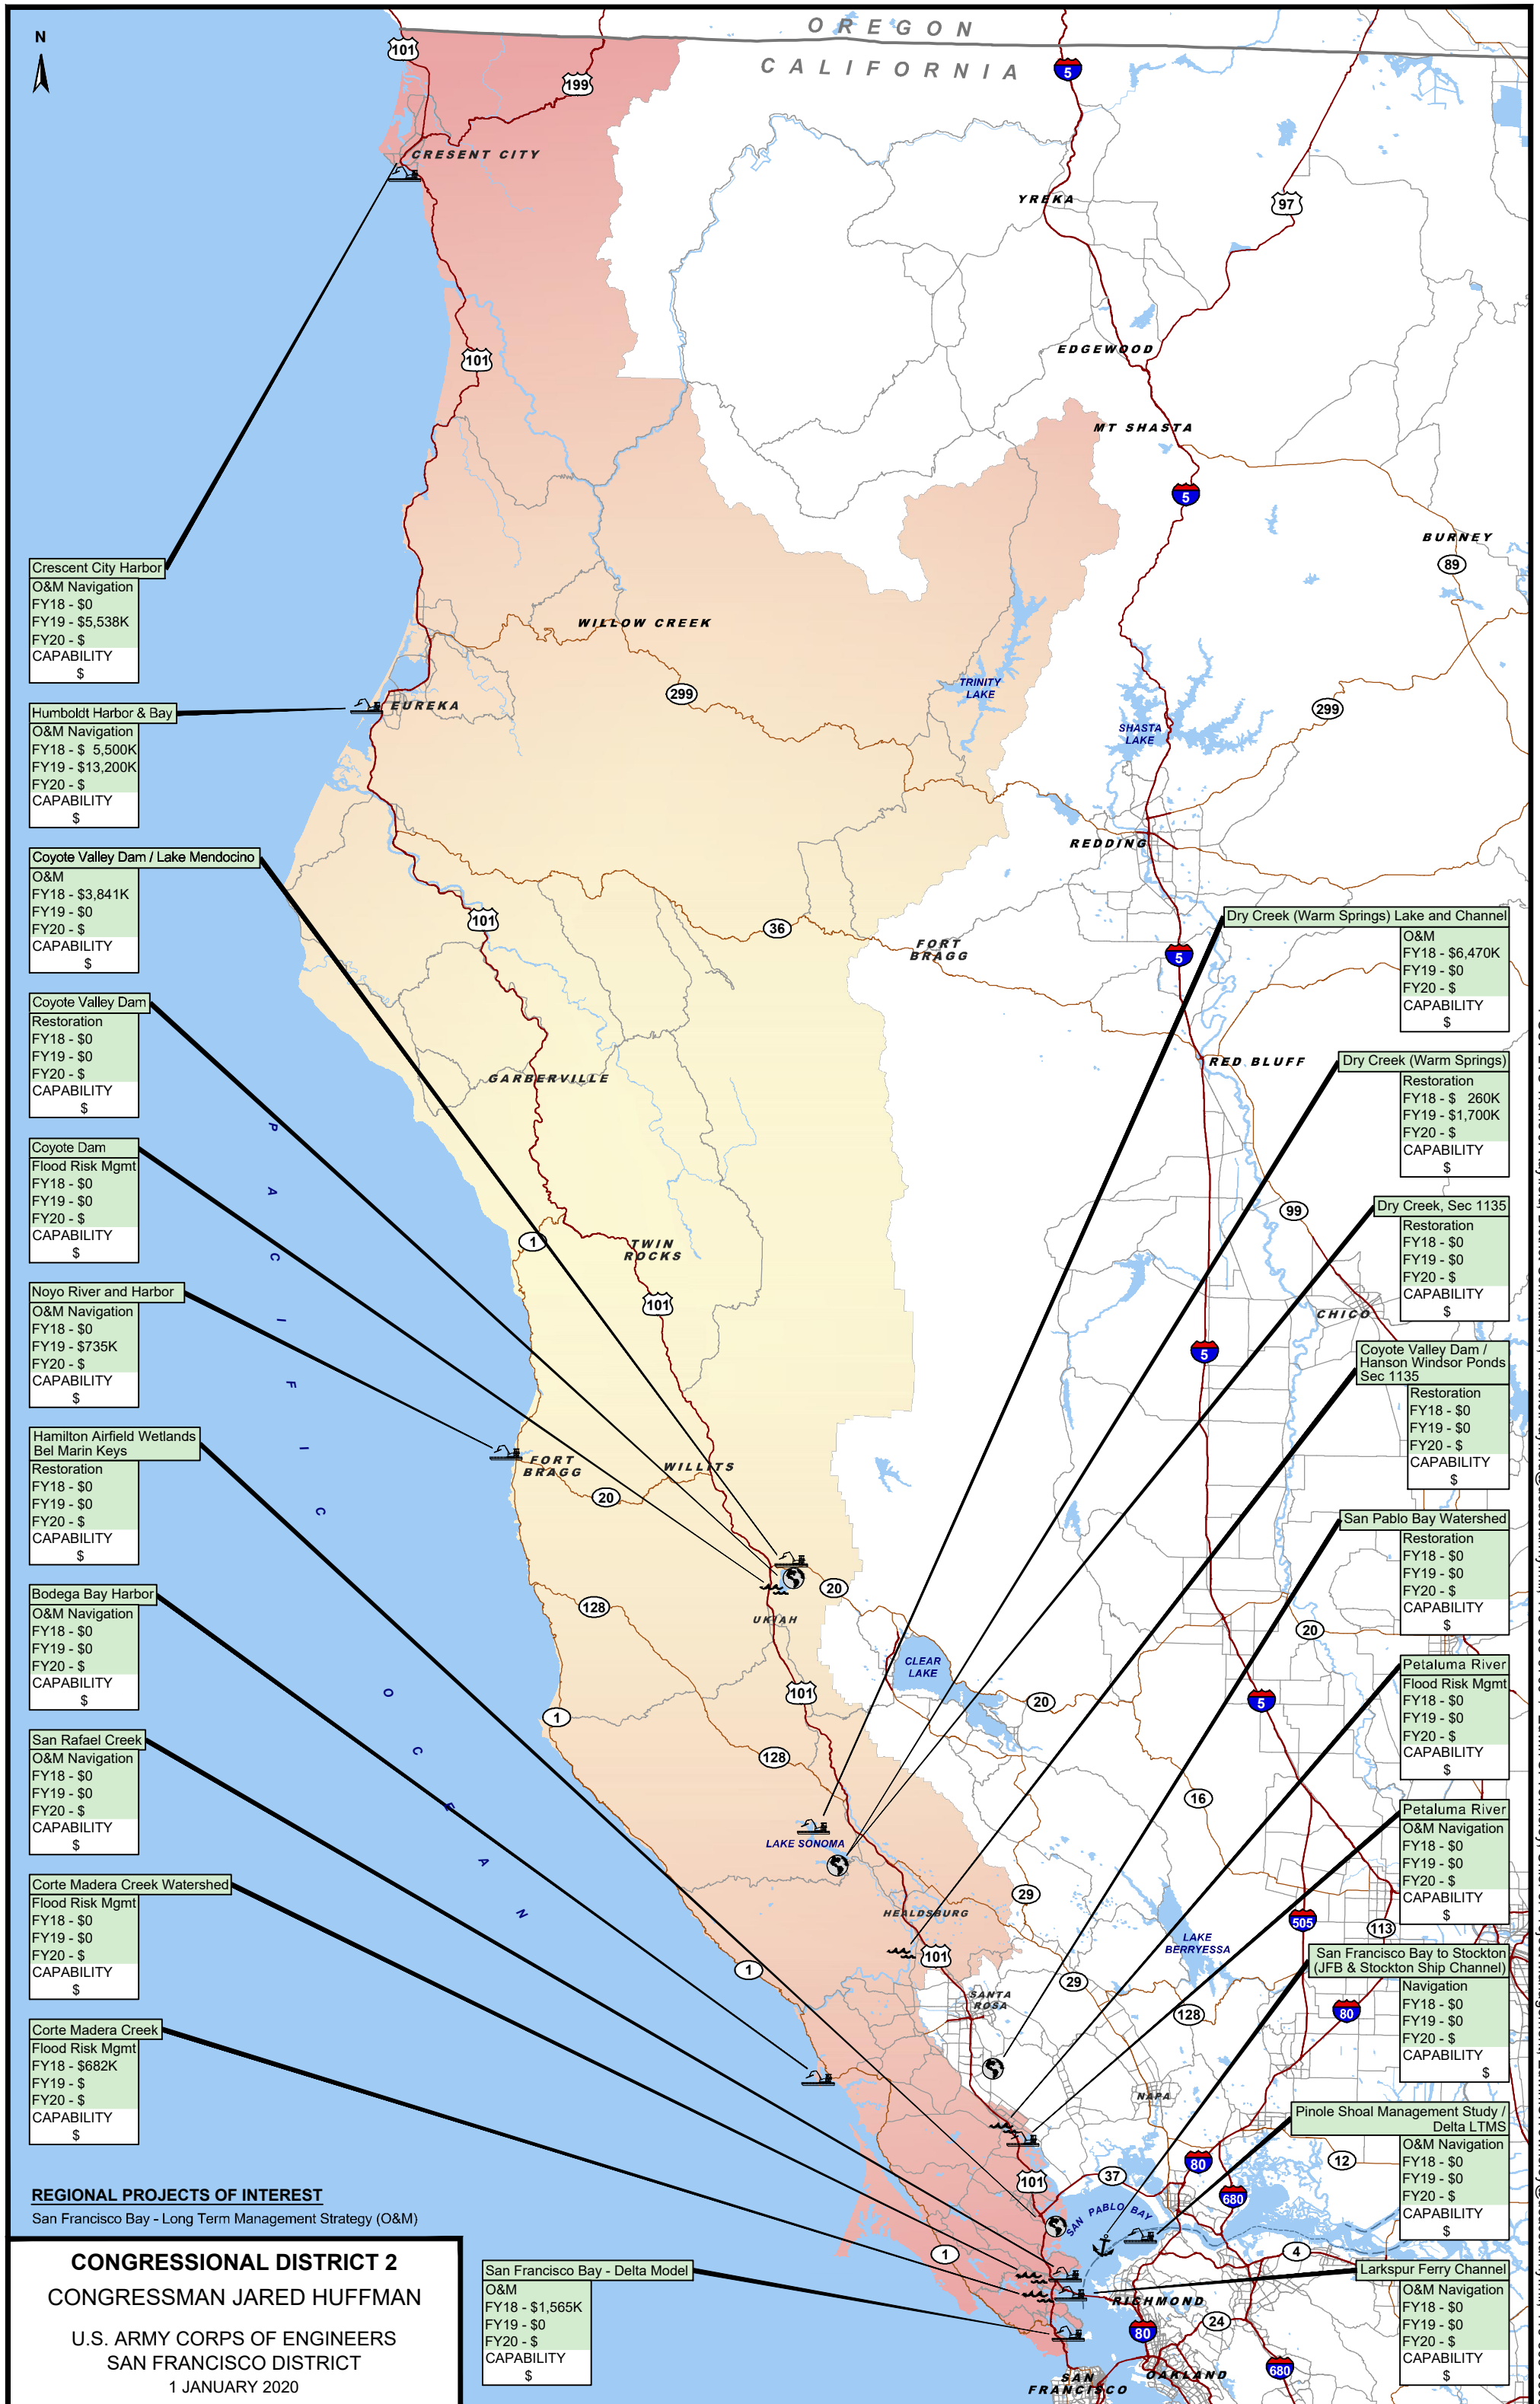 N
OREGON
CALIFORNIA
101
199
5
CRESENT CITY
YREKA
97
101
EDGEWOOD
MT SHASTA
5
BURNEY
89
WILLOW CREEK
299
TRINITY
LAKE
SHASTA
LAKE
299
EUREKA
REDDING
101
36
FORT
BRAGG
5
RED BLUFF
GARBERVILLE
99
1
TWIN
ROCKS
101
CHICO
5
FORT
BRAGG
WILLITS
20
20
128
UKIAH
20
CLEAR
LAKE
101
20
5
1
128
16
LAKE SONOMA
29
HEALDSBURG
505
113
101
LAKE
BERRYESSA
1
29
SANTA
ROSA
128
80
NAPA
101
37
80
12
680
SAN PABLO BAY
1
4
RICHMOND
24
80
SAN
FRANCISCO
OAKLAND
680
PACIFIC
OCEAN
Crescent City Harbor
O&M Navigation
FY18 - $0
FY19 - $5,538K
FY20 - $
CAPABILITY
$
Humboldt Harbor & Bay
O&M Navigation
FY18 - $ 5,500K
FY19 - $13,200K
FY20 - $
CAPABILITY
$
Coyote Valley Dam / Lake Mendocino
O&M
FY18 - $3,841K
FY19 - $0
FY20 - $
CAPABILITY
$
Coyote Valley Dam
Restoration
FY18 - $0
FY19 - $0
FY20 - $
CAPABILITY
$
Coyote Dam
Flood Risk Mgmt
FY18 - $0
FY19 - $0
FY20 - $
CAPABILITY
$
Noyo River and Harbor
O&M Navigation
FY18 - $0
FY19 - $735K
FY20 - $
CAPABILITY
$
Hamilton Airfield Wetlands
Bel Marin Keys
Restoration
FY18 - $0
FY19 - $0
FY20 - $
CAPABILITY
$
Bodega Bay Harbor
O&M Navigation
FY18 - $0
FY19 - $0
FY20 - $
CAPABILITY
$
San Rafael Creek
O&M Navigation
FY18 - $0
FY19 - $0
FY20 - $
CAPABILITY
$
Corte Madera Creek Watershed
Flood Risk Mgmt
FY18 - $0
FY19 - $0
FY20 - $
CAPABILITY
$
Corte Madera Creek
Flood Risk Mgmt
FY18 - $682K
FY19 - $
FY20 - $
CAPABILITY
$
Dry Creek (Warm Springs) Lake and Channel
O&M
FY18 - $6,470K
FY19 - $0
FY20 - $
CAPABILITY
$
Dry Creek (Warm Springs)
Restoration
FY18 - $ 260K
FY19 - $1,700K
FY20 - $
CAPABILITY
$
Dry Creek, Sec 1135
Restoration
FY18 - $0
FY19 - $0
FY20 - $
CAPABILITY
$
Coyote Valley Dam /
Hanson Windsor Ponds
Sec 1135
Restoration
FY18 - $0
FY19 - $0
FY20 - $
CAPABILITY
$
San Pablo Bay Watershed
Restoration
FY18 - $0
FY19 - $0
FY20 - $
CAPABILITY
$
Petaluma River
Flood Risk Mgmt
FY18 - $0
FY19 - $0
FY20 - $
CAPABILITY
$
Petaluma River
O&M Navigation
FY18 - $0
FY19 - $0
FY20 - $
CAPABILITY
$
San Francisco Bay to Stockton
(JFB & Stockton Ship Channel)
Navigation
FY18 - $0
FY19 - $0
FY20 - $
CAPABILITY
$
Pinole Shoal Management Study /
Delta LTMS
O&M Navigation
FY18 - $0
FY19 - $0
FY20 - $
CAPABILITY
$
Larkspur Ferry Channel
O&M Navigation
FY18 - $0
FY19 - $0
FY20 - $
CAPABILITY
$
San Francisco Bay - Delta Model
O&M
FY18 - $1,565K
FY19 - $0
FY20 - $
CAPABILITY
$
REGIONAL PROJECTS OF INTEREST
San Francisco Bay - Long Term Management Strategy (O&M)
CONGRESSIONAL DISTRICT 2
CONGRESSMAN JARED HUFFMAN
U.S. ARMY CORPS OF ENGINEERS
SAN FRANCISCO DISTRICT
1 JANUARY 2020